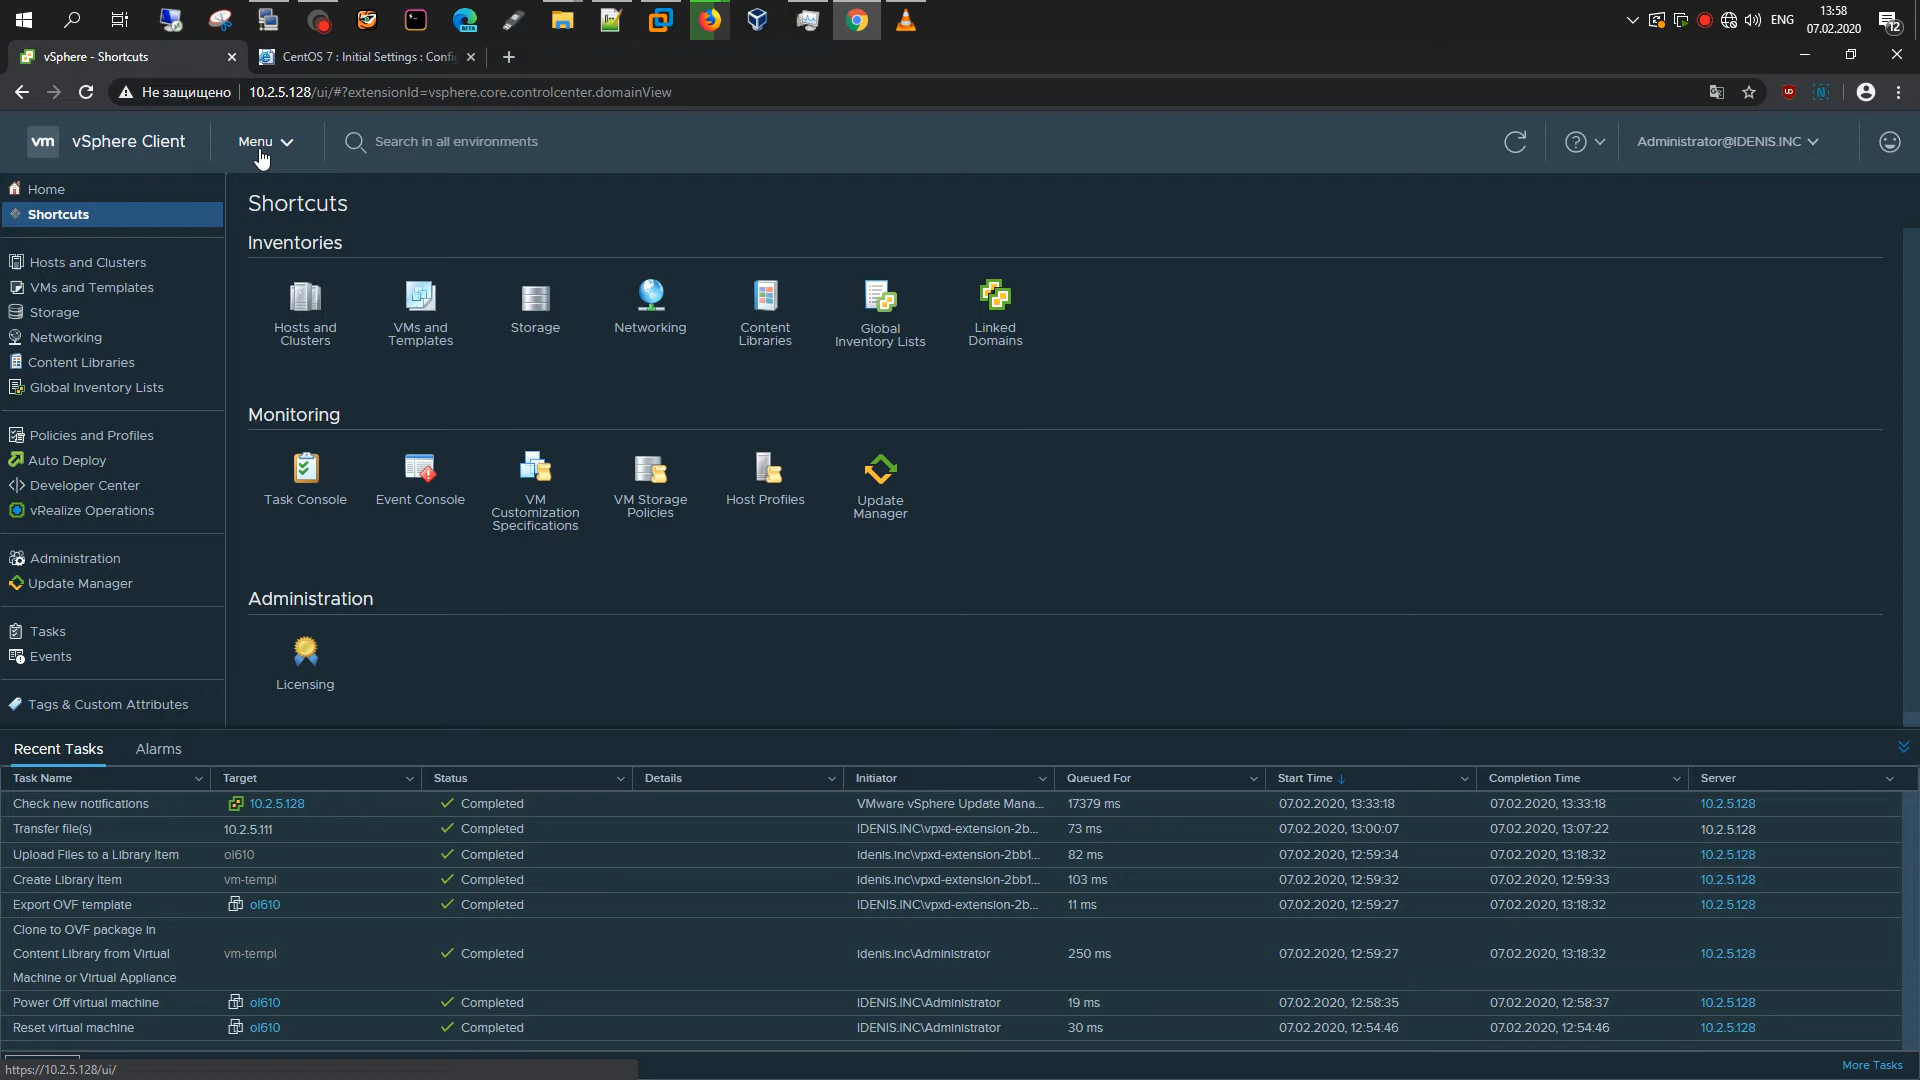 ENG
13:58
07.02.2020
12
vSphere - Shortcuts
CentOS 7 : Initial Settings : Config
Не защищено
10.2.5.128/ui/#?extensionId=vsphere.core.controlcenter.domainView
vm
vSphere Client
Menu
Search in all environments
Administrator@IDENIS.INC
Home
Shortcuts
Hosts and Clusters
VMs and Templates
Storage
Networking
Content Libraries
Global Inventory Lists
Policies and Profiles
Auto Deploy
Developer Center
vRealize Operations
Administration
Update Manager
Tasks
Events
Tags & Custom Attributes
Shortcuts
Inventories
Hosts and
Clusters
VMs and
Templates
Storage
Networking
Content
Libraries
Global
Inventory Lists
Linked
Domains
Monitoring
Task Console
Event Console
VM
Customization
Specifications
VM Storage
Policies
Host Profiles
Update
Manager
Administration
Licensing
Recent Tasks Alarms
Task Name Target Status Details Initiator Queued For Start Time Completion Time Server
Check new notifications 10.2.5.128 Completed VMware vSphere Update Mana... 17379 ms 07.02.2020, 13:33:18 07.02.2020, 13:33:18 10.2.5.128
Transfer file(s) 10.2.5.111 Completed IDENIS.INC\vpxd-extension-2b... 73 ms 07.02.2020, 13:00:07 07.02.2020, 13:07:22 10.2.5.128
Upload Files to a Library Item ol610 Completed idenis.inc\vpxd-extension-2bb1... 82 ms 07.02.2020, 12:59:34 07.02.2020, 13:18:32 10.2.5.128
Create Library Item vm-templ Completed idenis.inc\vpxd-extension-2bb1... 103 ms 07.02.2020, 12:59:32 07.02.2020, 12:59:33 10.2.5.128
Export OVF template ol610 Completed IDENIS.INC\vpxd-extension-2b... 11 ms 07.02.2020, 12:59:27 07.02.2020, 13:18:32 10.2.5.128
Clone to OVF package in
Content Library from Virtual
Machine or Virtual Appliance
vm-templ Completed idenis.inc\Administrator 250 ms 07.02.2020, 12:59:27 07.02.2020, 13:18:32 10.2.5.128
Power Off virtual machine ol610 Completed IDENIS.INC\Administrator 19 ms 07.02.2020, 12:58:35 07.02.2020, 12:58:37 10.2.5.128
Reset virtual machine ol610 Completed IDENIS.INC\Administrator 30 ms 07.02.2020, 12:54:46 07.02.2020, 12:54:46 10.2.5.128
More Tasks
https://10.2.5.128/ui/